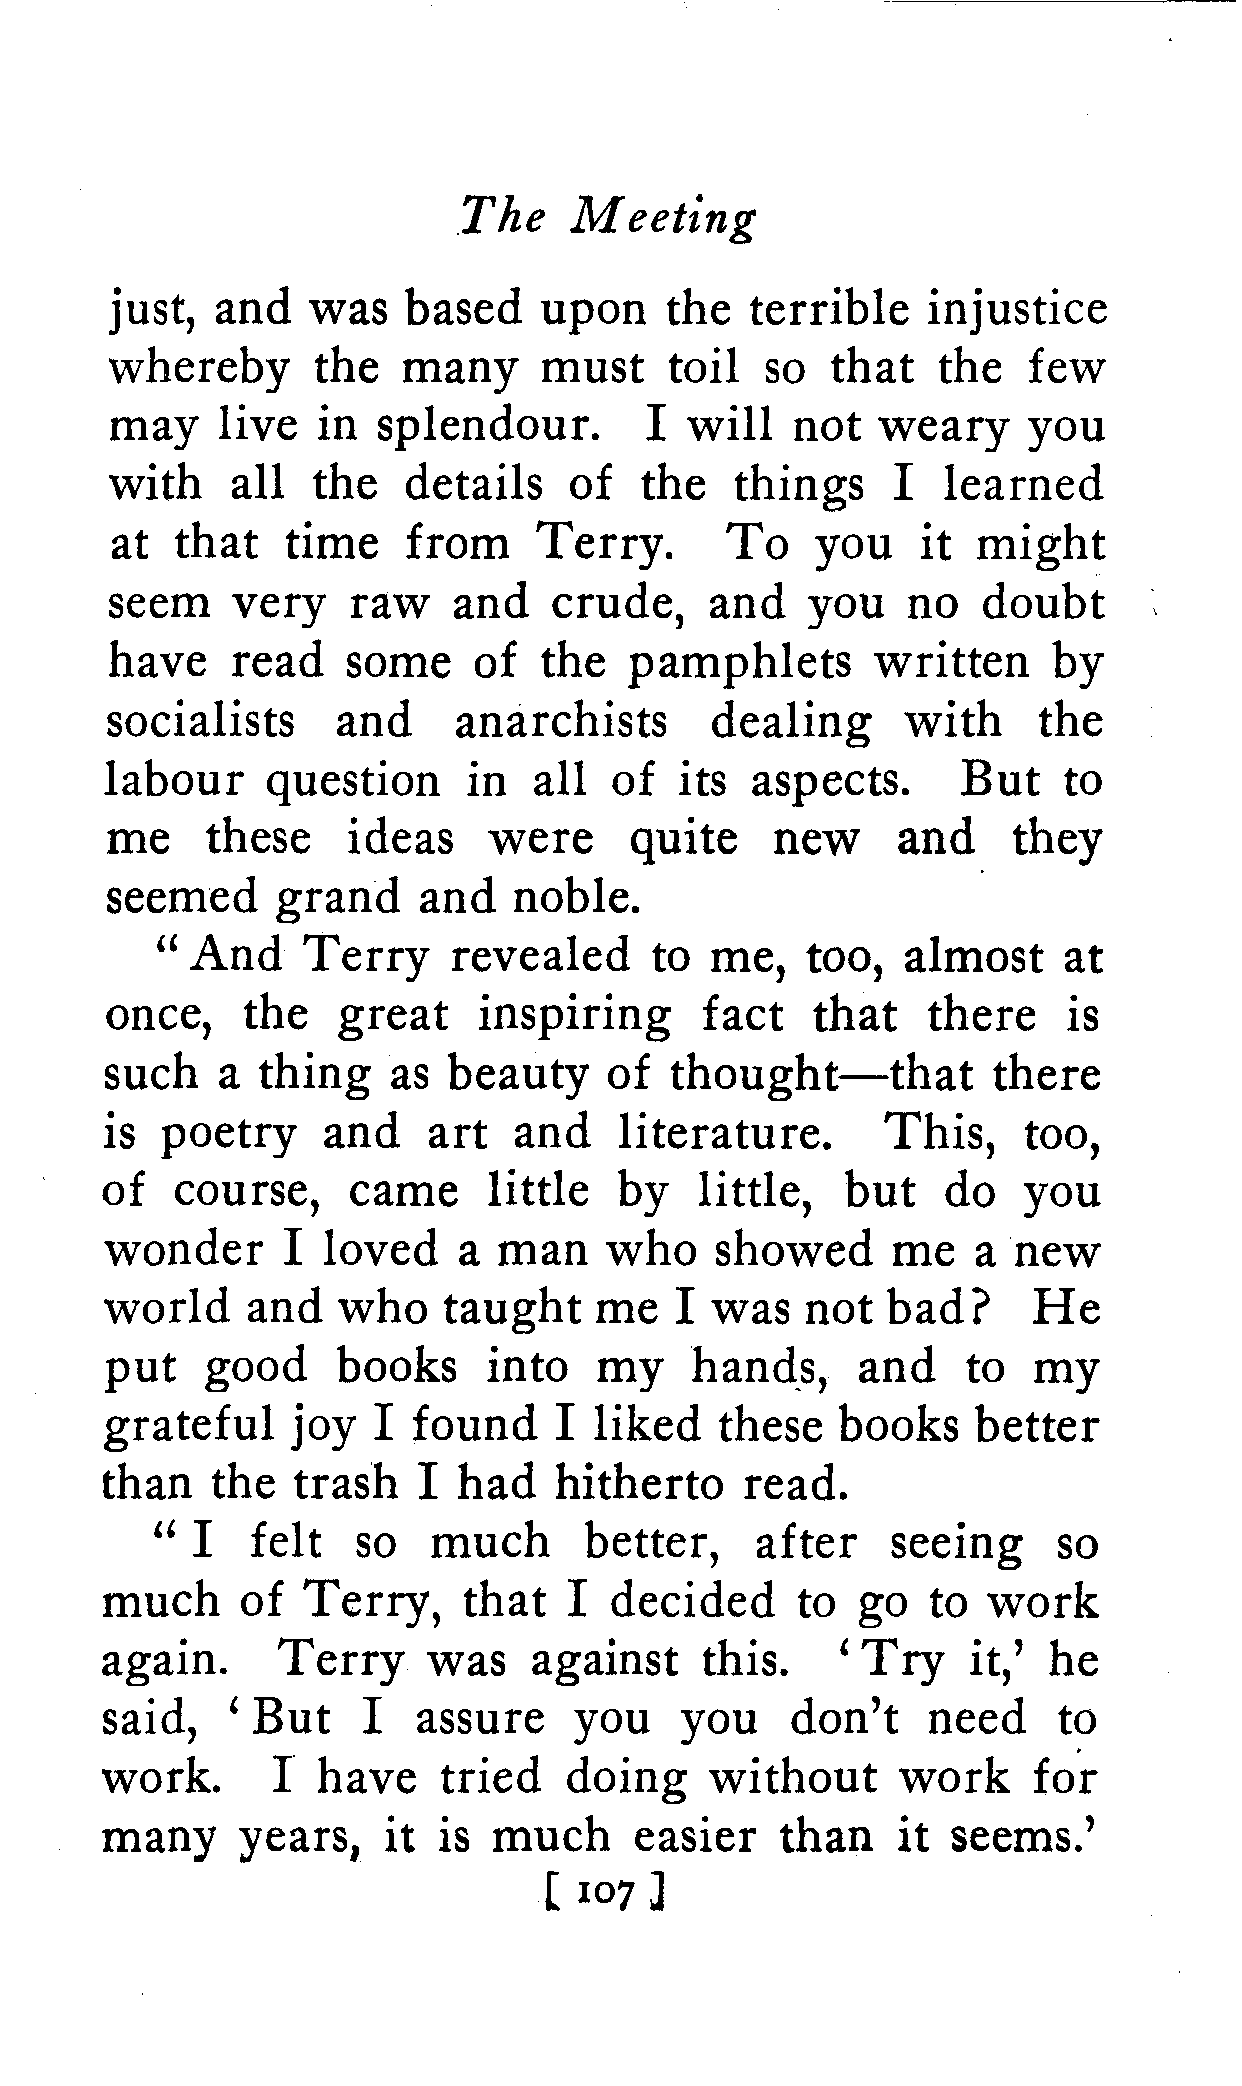 The Meeting
just, and was based upon the terrible injustice
whereby the many must toil so that the few
may live in splendour. I will not weary you
with all the details of the things I learned
at that time from Terry. To you it might
seem very raw and crude, and you no doubt
have read some of the pamphlets written by
socialists and anarchists dealing with the
labour question in all of its aspects. But to
me these ideas were quite new and they
seemed grand and noble.
" And Terry revealed to me, too, almost at
once, the great inspiring fact that there is
such a thing as beauty of thought—that there
is poetry and art and literature. This, too,
of course, came little by little, but do you
wonder I loved a man who showed me a new
world and who taught me I was not bad? He
put good books into my hands, and to my
grateful joy I found I liked these books better
than the trash I had hitherto read.
" I felt so much better, after seeing so
much of Terry, that I decided to go to work
again. Terry was against this. ‘ Try it,’ he
said, ‘ But I assure you you don't need to
work. I have tried doing without work for
many years, it is much easier than it seems.’
[ 107 ]